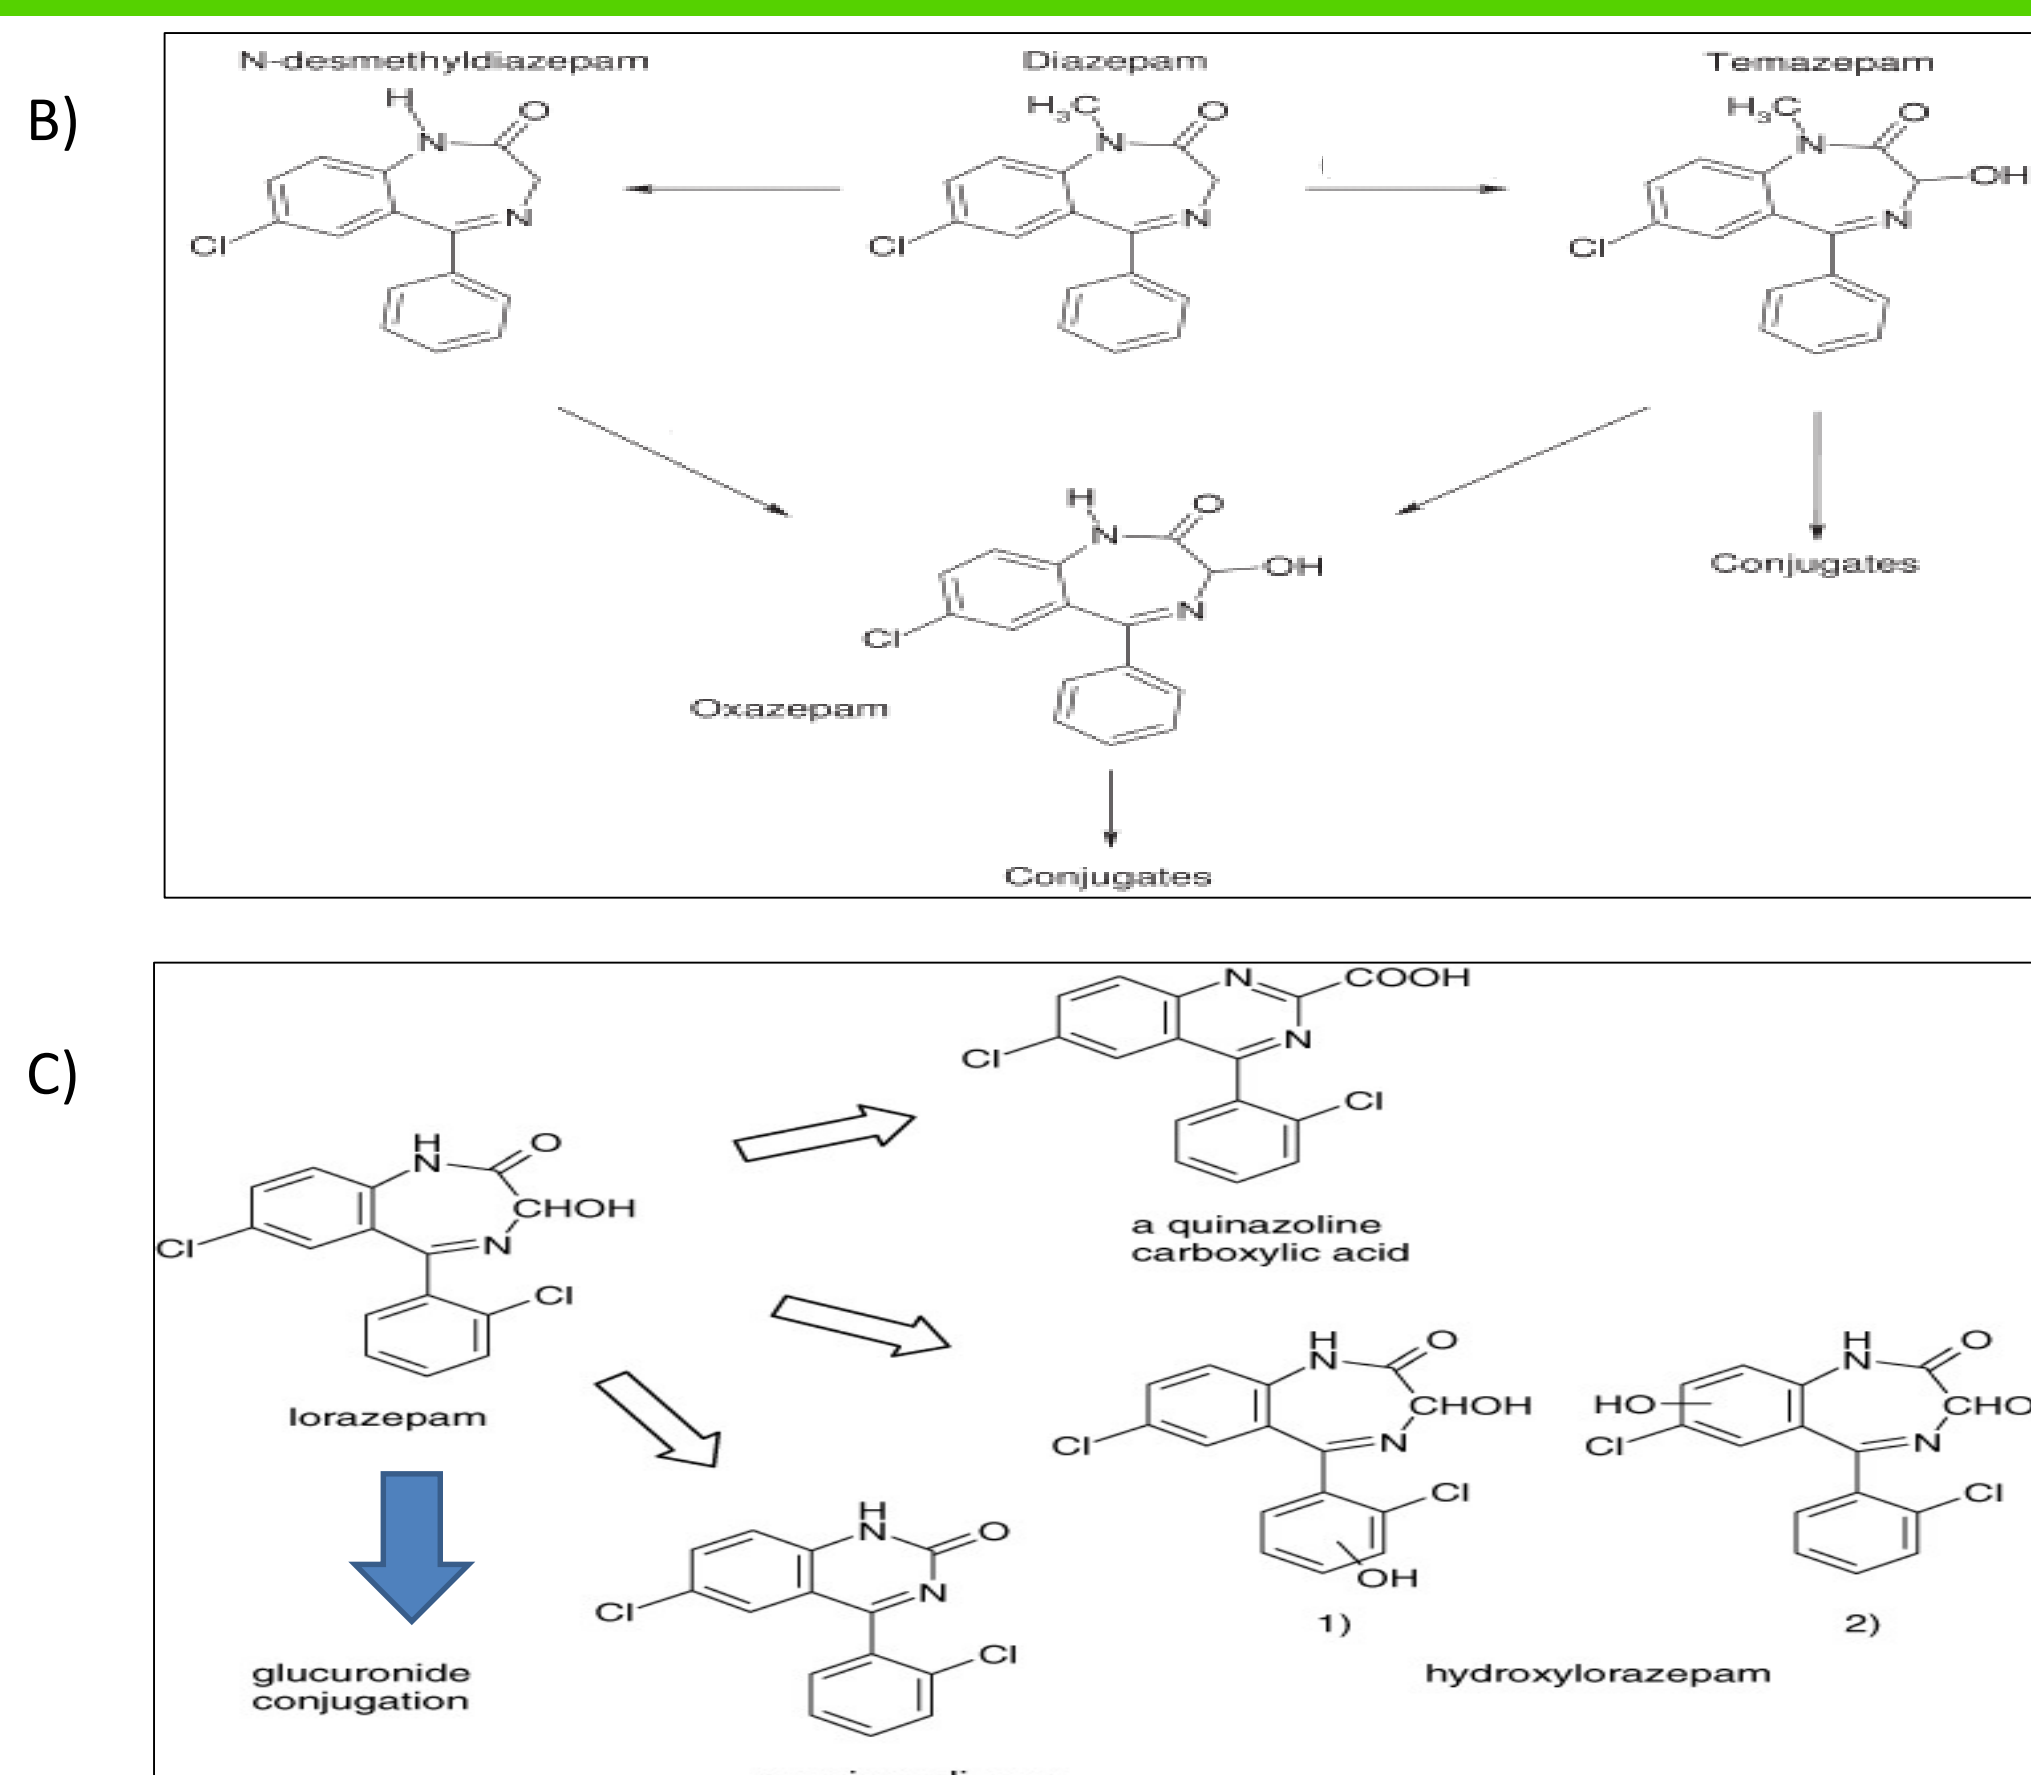 B)
N-desmethyldiazepam
Diazepam
Temazepam
H
N
O
N
Cl
H3C
N
O
N
Cl
H3C
N
O
OH
N
Cl
H
N
O
OH
N
Cl
Oxazepam
Conjugates
Conjugates
C)
N
COOH
N
Cl
Cl
a quinazoline
carboxylic acid
H
N
O
CHOH
N
Cl
Cl
lorazepam
glucuronide
conjugation
H
N
O
N
Cl
Cl
H
N
O
CHOH
N
Cl
Cl
OH
1)
H
N
O
HO
CHO
N
Cl
Cl
2)
hydroxylorazepam